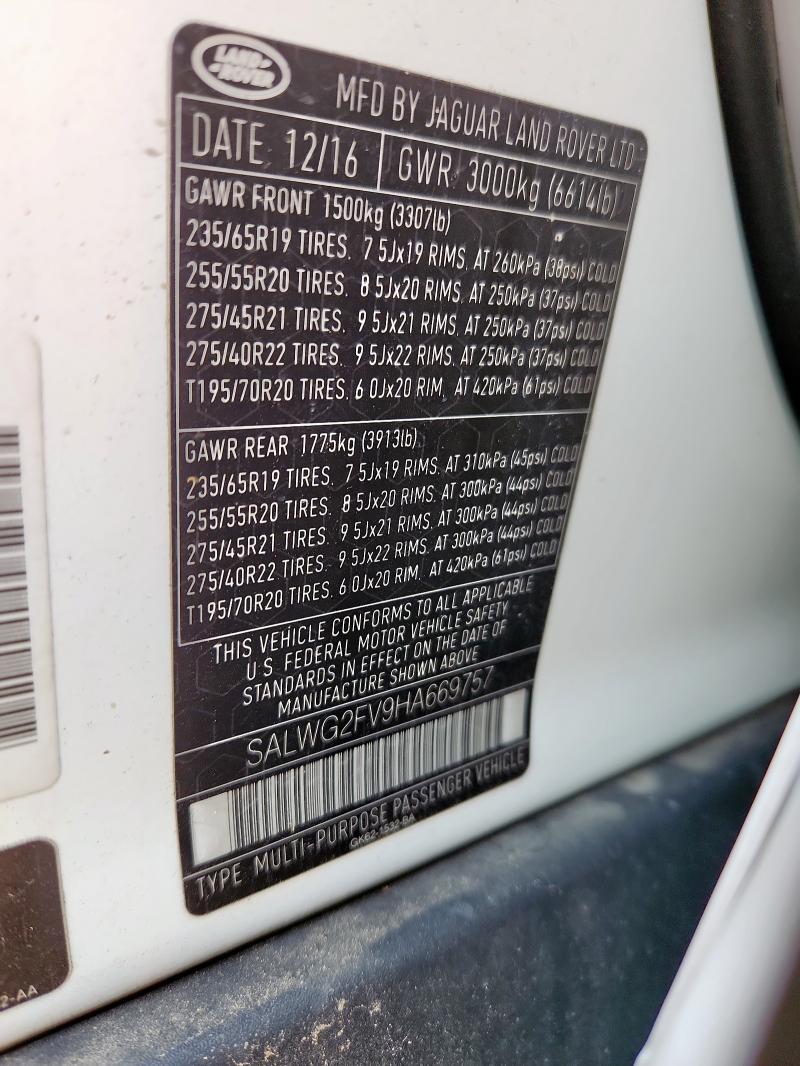 LAND
ROVER
MFD BY JAGUAR LAND ROVER LTD
DATE 12/16 GWR 3000kg (6614lb)
GAWR FRONT 1500kg (3307lb)
235/65R19 TIRES. 7 5Jx19 RIMS, AT 260kPa (38psi) COLD
255/55R20 TIRES. 8 5Jx20 RIMS, AT 250kPa (37psi) COLD
275/45R21 TIRES. 9 5Jx21 RIMS, AT 250kPa (37psi) COLD
275/40R22 TIRES. 9 5Jx22 RIMS, AT 250kPa (37psi) COLD
T195/70R20 TIRES. 6 0Jx20 RIM, AT 420kPa (61psi) COLD
GAWR REAR 1775kg (3913lb)
235/65R19 TIRES. 7 5Jx19 RIMS, AT 310kPa (45psi) COLD
255/55R20 TIRES. 8 5Jx20 RIMS, AT 300kPa (44psi) COLD
275/45R21 TIRES. 9 5Jx21 RIMS, AT 300kPa (44psi) COLD
275/40R22 TIRES. 9 5Jx22 RIMS, AT 300kPa (44psi) COLD
T195/70R20 TIRES. 6 0Jx20 RIM, AT 420kPa (61psi) COLD
THIS VEHICLE CONFORMS TO ALL APPLICABLE
U.S. FEDERAL MOTOR VEHICLE SAFETY
STANDARDS IN EFFECT ON THE DATE OF
MANUFACTURE SHOWN ABOVE
SALWG2FV9HA669757
TYPE MULTI-PURPOSE PASSENGER VEHICLE
GK62-1532-BA
2-AA